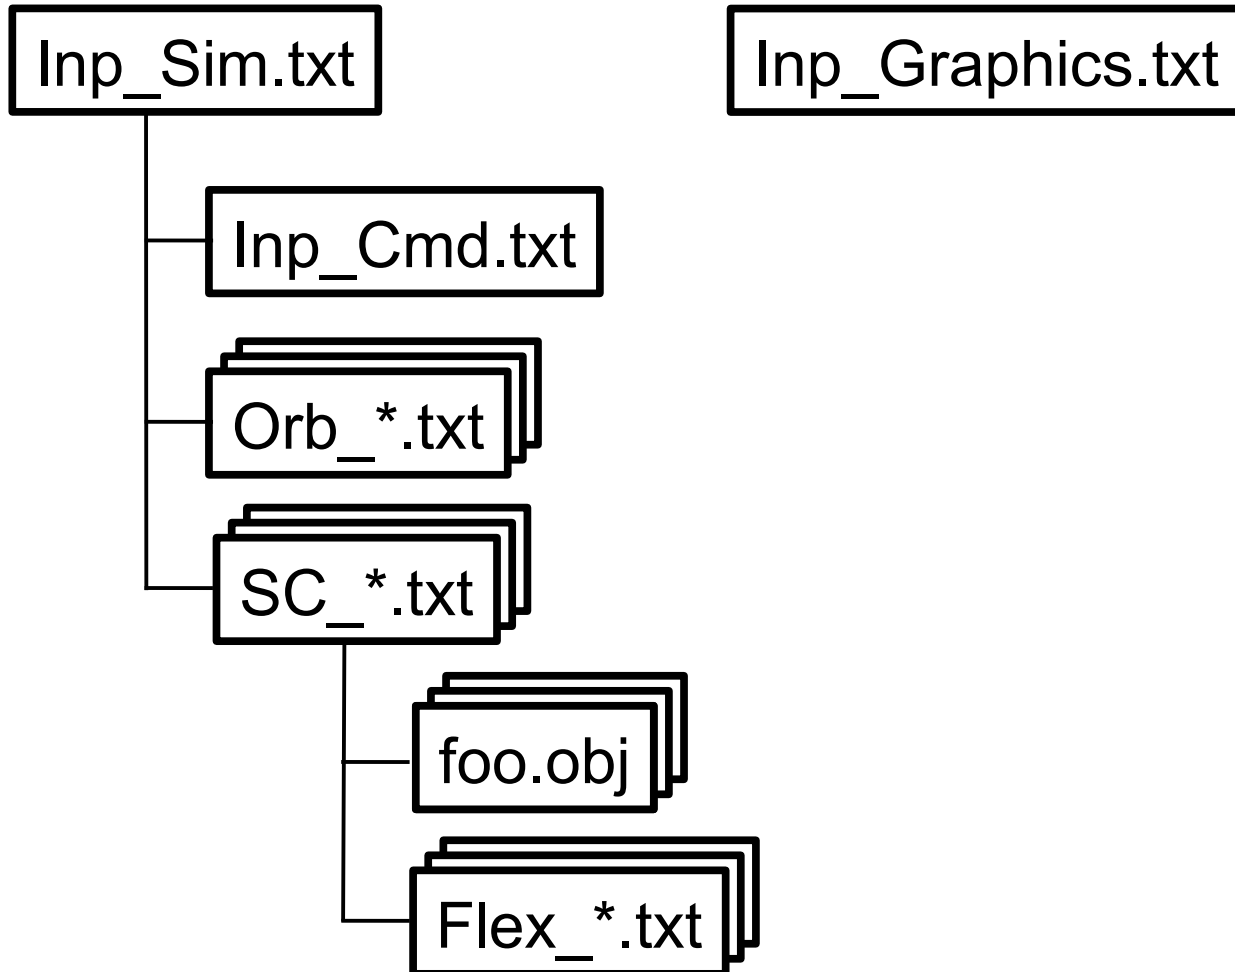 Inp_Sim.txt
Inp_Graphics.txt
Inp_Cmd.txt
Orb_*.txt
SC_*.txt
foo.obj
Flex_*.txt